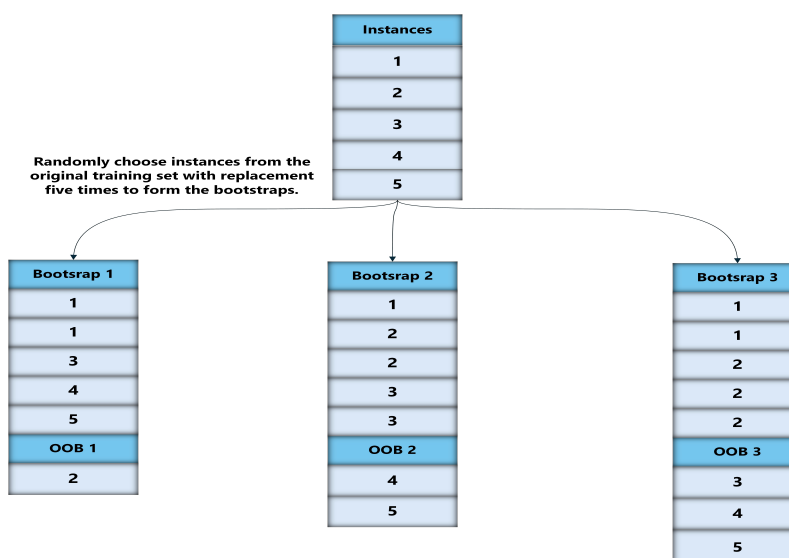 Instances
1
2
3
4
5
Randomly choose instances from the
original training set with replacement
five times to form the bootstraps.
Bootsrap 1
1
1
3
4
5
OOB 1
2
Bootsrap 2
1
2
2
3
3
OOB 2
4
5
Bootsrap 3
1
1
2
2
2
OOB 3
3
4
5